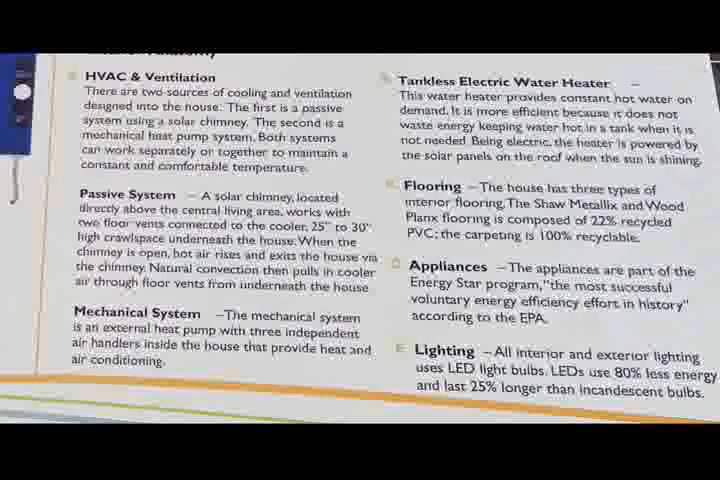 HVAC & Ventilation
There are two sources of cooling and ventilation
designed into the house: The first is a passive
system using a solar chimney. The second is a
mechanical heat pump system. Both systems
can work separately or together to maintain a
constant and comfortable temperature.
Passive System – A solar chimney, located
directly above the central living area, works with
two floor vents connected to the cooler, 25" to 30"
high crawlspace underneath the house. When the
chimney is open, hot air rises and exits the house via
the chimney. Natural convection then pulls in cooler
air through floor vents from underneath the house
Mechanical System – The mechanical system
is an external heat pump with three independent
air handlers inside the house that provide heat and
air conditioning.
Tankless Electric Water Heater –
This water heater provides constant hot water on
demand. It is more efficient because it does not
waste energy keeping water hot in a tank when it is
not needed. Being electric, the heater is powered by
the solar panels on the roof when the sun is shining.
Flooring – The house has three types of
interior flooring. The Shaw Metallix and Wood
Planx flooring is composed of 22% recycled
PVC; the carpeting is 100% recyclable.
Appliances – The appliances are part of the
Energy Star program, "the most successful
voluntary energy efficiency effort in history"
according to the EPA.
E Lighting – All interior and exterior lighting
uses LED light bulbs. LEDs use 80% less energy
and last 25% longer than incandescent bulbs.